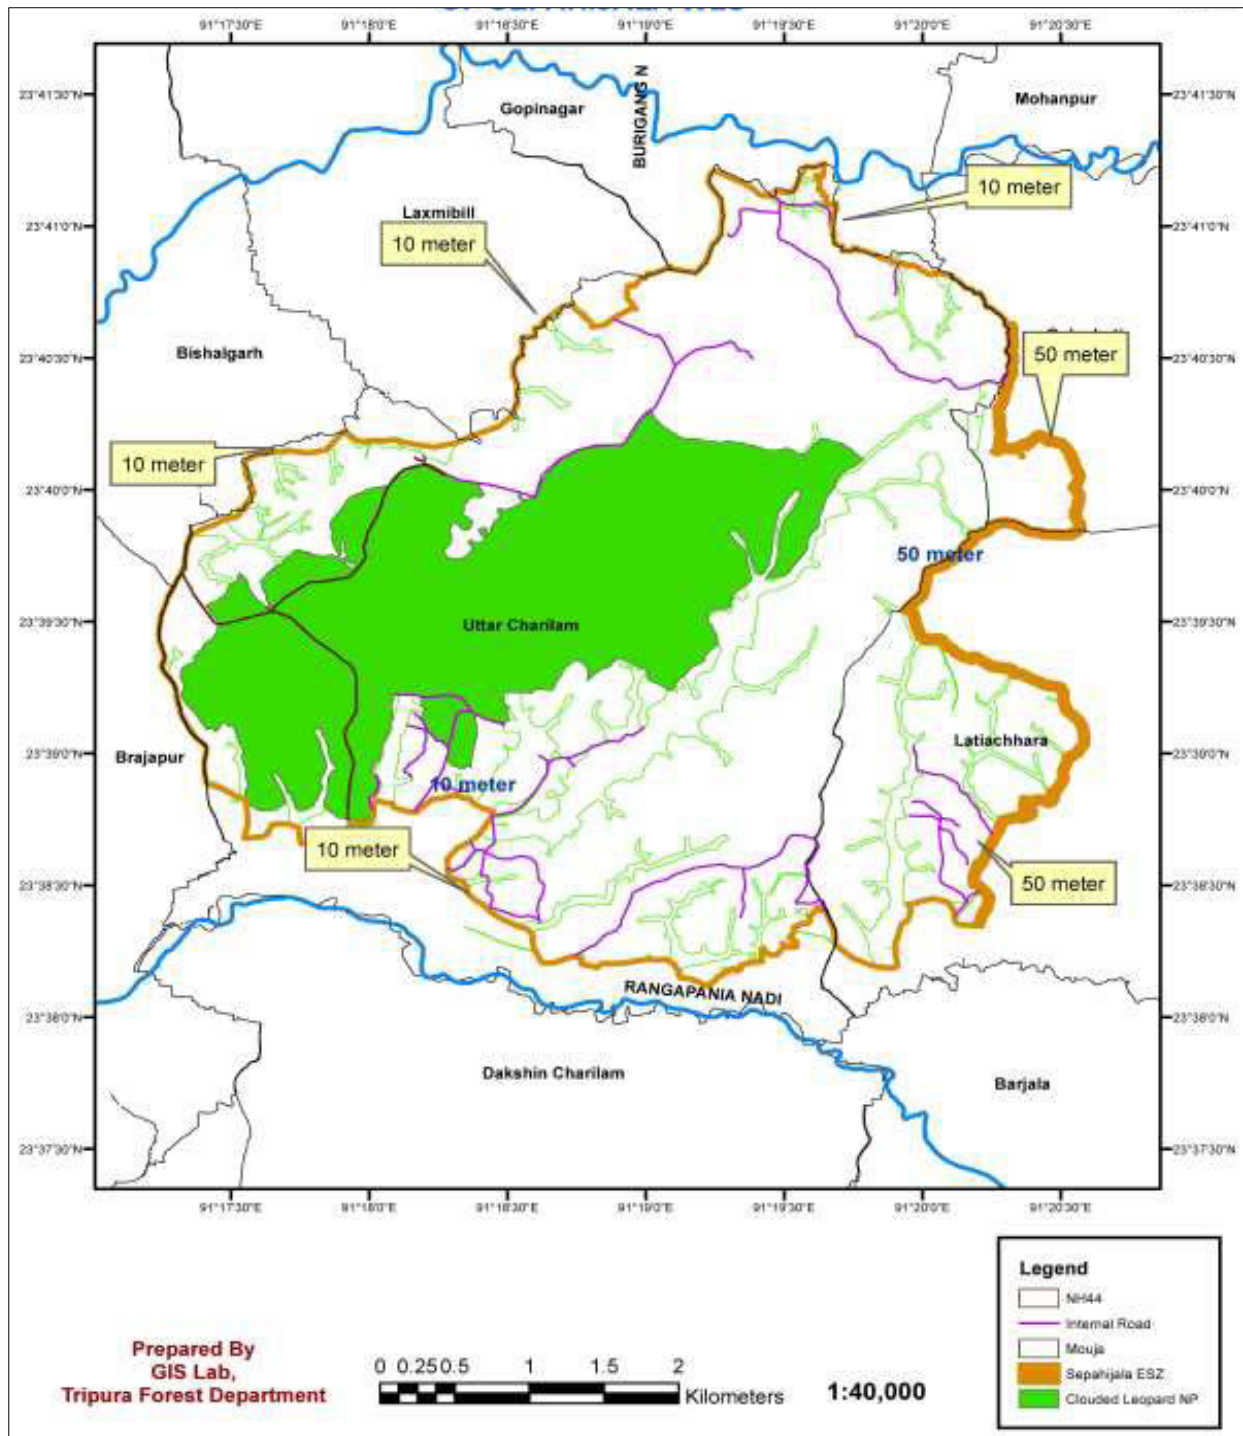 91°17'30"E 91°18'0"E 91°18'30"E 91°19'0"E 91°19'30"E 91°20'0"E 91°20'30"E
23°41'30"N
23°41'30"N
Gopinagar
BURIGANG N
Mohanpur
10 meter
Laxmibill
23°41'0"N
23°41'0"N
10 meter
Bishalgarh
23°40'30"N
50 meter
23°40'30"N
10 meter
23°40'0"N
23°40'0"N
50 meter
23°39'30"N
Uttar Charilam
23°39'30"N
Latiachhara
23°39'0"N
Brajapur
23°39'0"N
10 meter
10 meter
50 meter
23°38'30"N
23°38'30"N
RANGAPANIA NADI
23°38'0"N
23°38'0"N
Dakshin Charilam
Barjala
23°37'30"N
23°37'30"N
91°17'30"E 91°18'0"E 91°18'30"E 91°19'0"E 91°19'30"E 91°20'0"E 91°20'30"E
Legend
NH44
Internal Road
Mouja
Sepahijala ESZ
Clouded Leopard NP
Prepared By
GIS Lab,
Tripura Forest Department
0 0.25 0.5 1 1.5 2
Kilometers
1:40,000